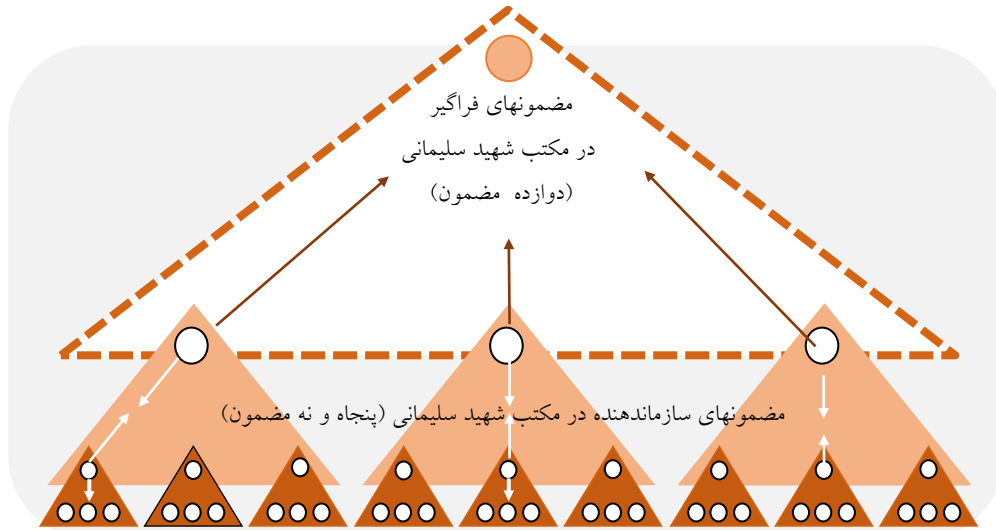 مضمونهای فراگیر
در مکتب شهید سلیمانی
(دوازده مضمون)
مضمونهای سازماندهنده در مکتب شهید سلیمانی (پنجاه و نه مضمون)